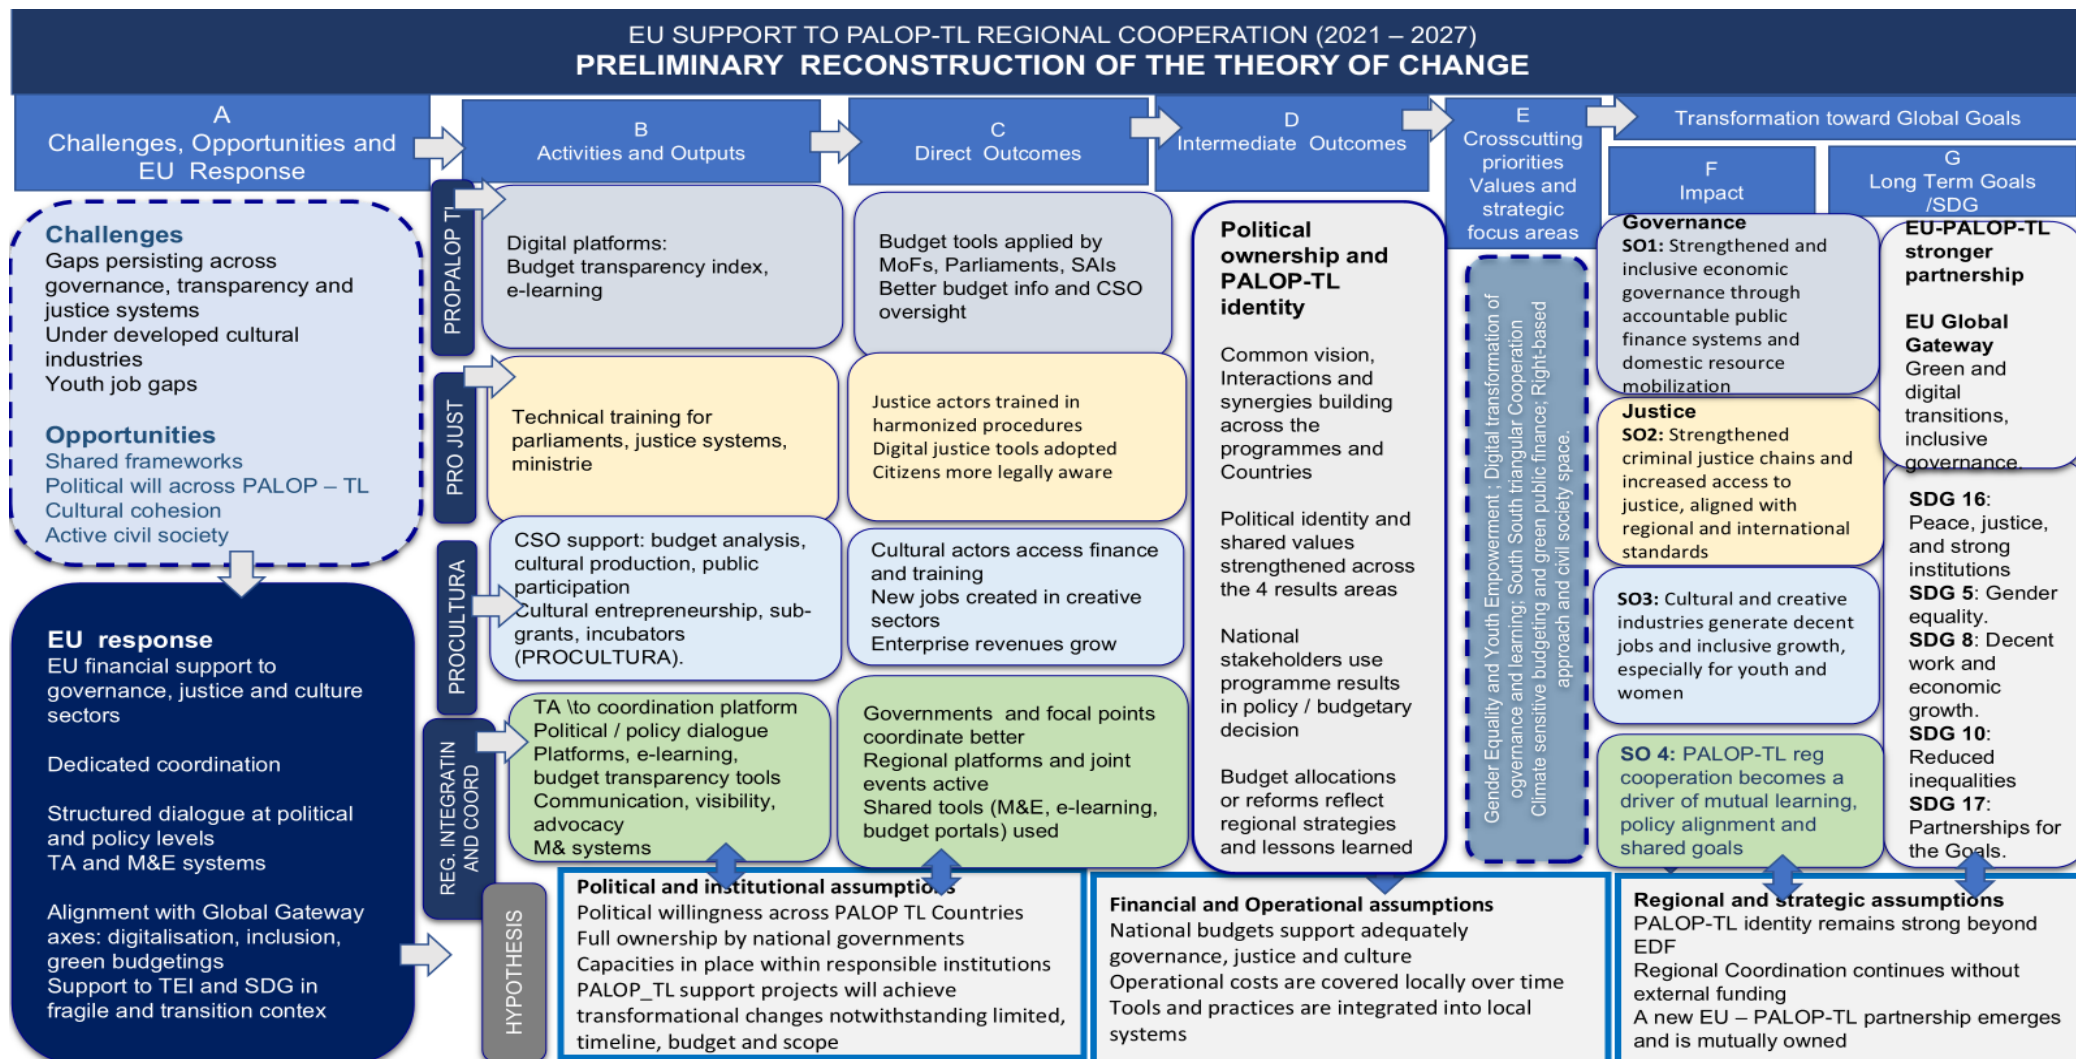 EU SUPPORT TO PALOP-TL REGIONAL COOPERATION (2021 – 2027)
PRELIMINARY RECONSTRUCTION OF THE THEORY OF CHANGE
A
Challenges, Opportunities and
EU Response
B
Activities and Outputs
C
Direct Outcomes
D
Intermediate Outcomes
E
Crosscutting
priorities
Values and
strategic
focus areas
Transformation toward Global Goals
F
Impact
G
Long Term Goals
/SDG
Challenges
Gaps persisting across
governance, transparency and
justice systems
Under developed cultural
industries
Youth job gaps
Opportunities
Shared frameworks
Political will across PALOP – TL
Cultural cohesion
Active civil society
EU response
EU financial support to
governance, justice and culture
sectors
Dedicated coordination
Structured dialogue at political
and policy levels
TA and M&E systems
Alignment with Global Gateway
axes: digitalisation, inclusion,
green budgetings
Support to TEI and SDG in
fragile and transition contex
PROPALOP TL
Digital platforms:
Budget transparency index,
e-learning
Budget tools applied by
MoFs, Parliaments, SAIs
Better budget info and CSO
oversight
PRO JUST
Technical training for
parliaments, justice systems,
ministrie
Justice actors trained in
harmonized procedures
Digital justice tools adopted
Citizens more legally aware
PROCULTURA
CSO support: budget analysis,
cultural production, public
participation
Cultural entrepreneurship, sub-
grants, incubators
(PROCULTURA).
Cultural actors access finance
and training
New jobs created in creative
sectors
Enterprise revenues grow
REG. INTEGRATIN
AND COORD
TA \to coordination platform
Political / policy dialogue
Platforms, e-learning,
budget transparency tools
Communication, visibility,
advocacy
M& systems
Governments and focal points
coordinate better
Regional platforms and joint
events active
Shared tools (M&E, e-learning,
budget portals) used
Political
ownership and
PALOP-TL
identity
Common vision,
Interactions and
synergies building
across the
programmes and
Countries
Political identity and
shared values
strengthened across
the 4 results areas
National
stakeholders use
programme results
in policy / budgetary
decision
Budget allocations
or reforms reflect
regional strategies
and lessons learned
Gender Equality and Youth Empowerment ; Digital transformation of
ogvernance and learning; South South triangular Cooperation
Climate sensitive budgeting and green public finance; Right-based
approach and civil society space.
Governance
SO1: Strengthened and
inclusive economic
governance through
accountable public
finance systems and
domestic resource
mobilization
Justice
SO2: Strengthened
criminal justice chains and
increased access to
justice, aligned with
regional and international
standards
SO3: Cultural and creative
industries generate decent
jobs and inclusive growth,
especially for youth and
women
SO 4: PALOP-TL reg
cooperation becomes a
driver of mutual learning,
policy alignment and
shared goals
EU-PALOP-TL
stronger
partnership
EU Global
Gateway
Green and
digital
transitions,
inclusive
governance.
SDG 16:
Peace, justice,
and strong
institutions
SDG 5: Gender
equality.
SDG 8: Decent
work and
economic
growth.
SDG 10:
Reduced
inequalities
SDG 17:
Partnerships for
the Goals.
HYPOTHESIS
Political and institutional assumptions
Political willingness across PALOP TL Countries
Full ownership by national governments
Capacities in place within responsible institutions
PALOP_TL support projects will achieve
transformational changes notwithstanding limited,
timeline, budget and scope
Financial and Operational assumptions
National budgets support adequately
governance, justice and culture
Operational costs are covered locally over time
Tools and practices are integrated into local
systems
Regional and strategic assumptions
PALOP-TL identity remains strong beyond
EDF
Regional Coordination continues without
external funding
A new EU – PALOP-TL partnership emerges
and is mutually owned